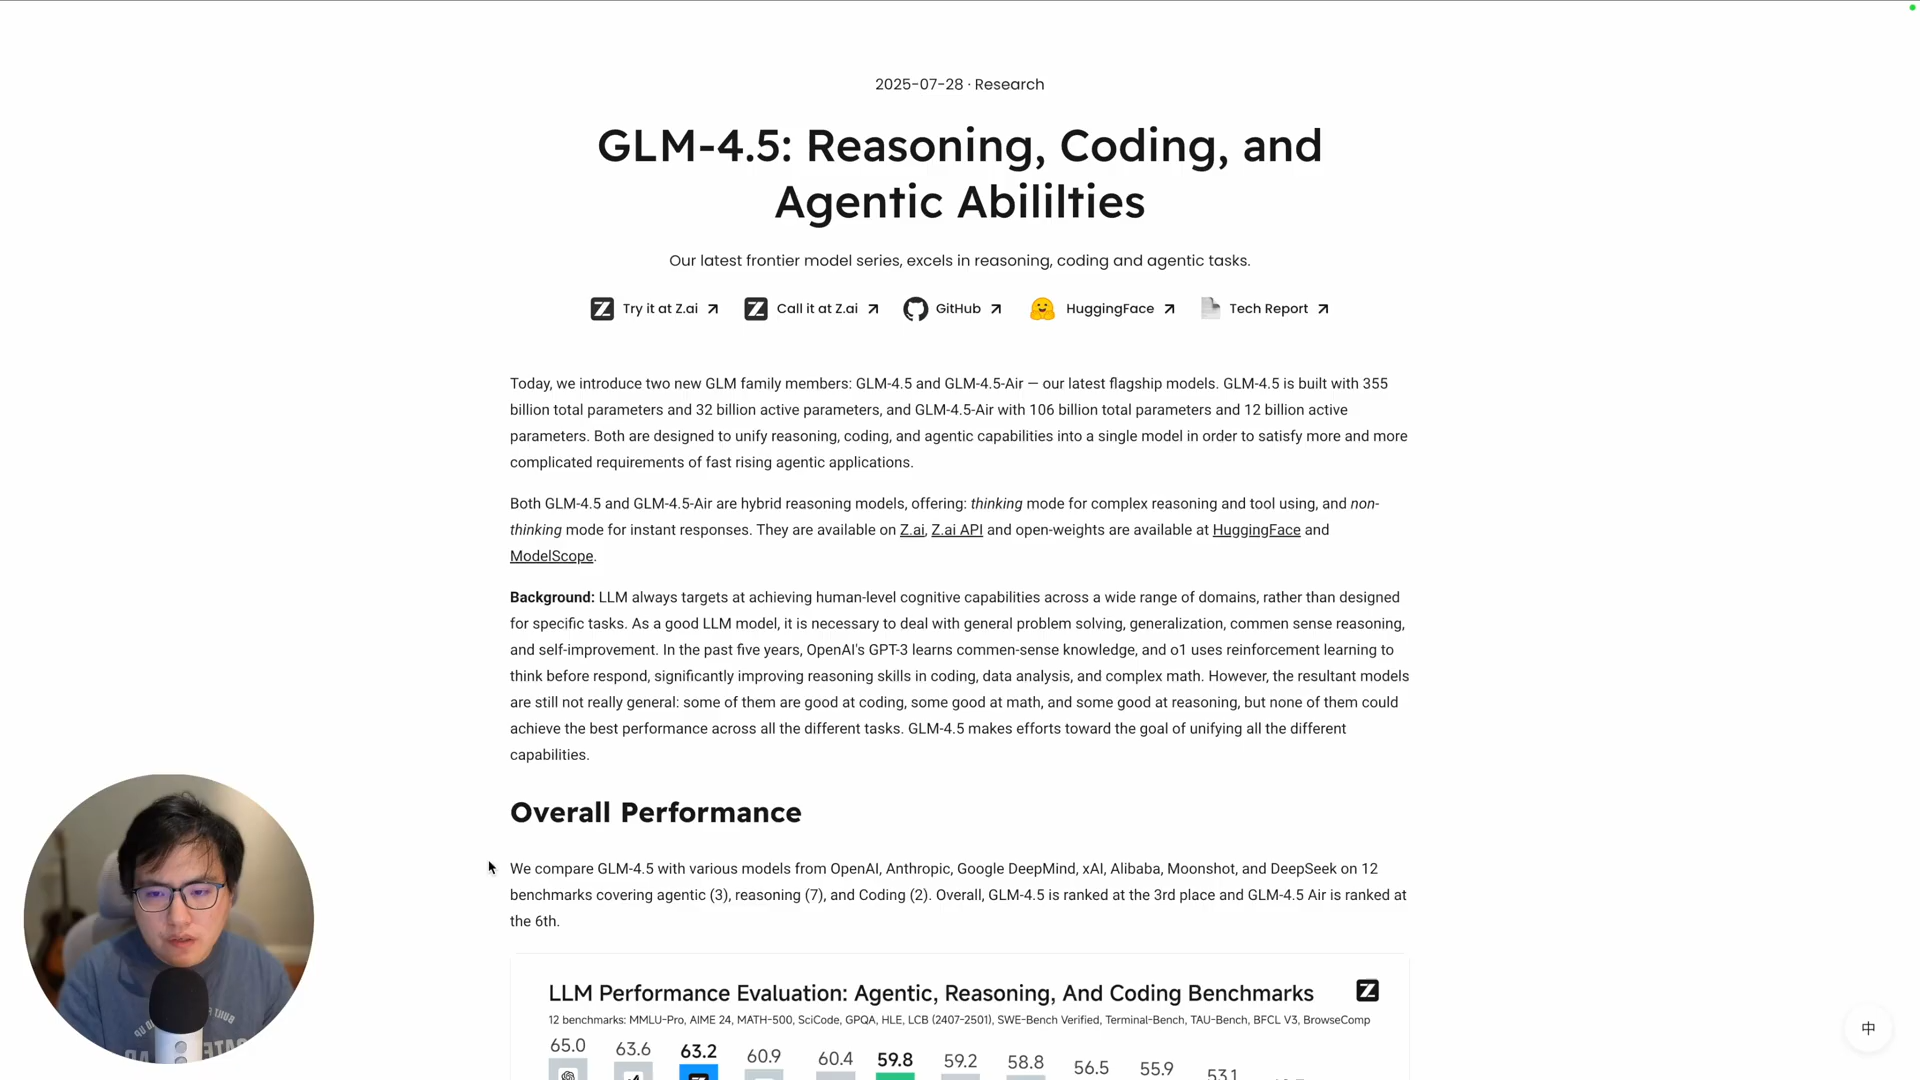 2025-07-28 · Research
GLM-4.5: Reasoning, Coding, and
Agentic Abililties
Our latest frontier model series, excels in reasoning, coding and agentic tasks.
Try it at Z.ai
Call it at Z.ai
GitHub
HuggingFace
Tech Report
Today, we introduce two new GLM family members: GLM-4.5 and GLM-4.5-Air — our latest flagship models. GLM-4.5 is built with 355
billion total parameters and 32 billion active parameters, and GLM-4.5-Air with 106 billion total parameters and 12 billion active
parameters. Both are designed to unify reasoning, coding, and agentic capabilities into a single model in order to satisfy more and more
complicated requirements of fast rising agentic applications.
Both GLM-4.5 and GLM-4.5-Air are hybrid reasoning models, offering: thinking mode for complex reasoning and tool using, and non-
thinking mode for instant responses. They are available on Z.ai, Z.ai API and open-weights are available at HuggingFace and
ModelScope.
Background: LLM always targets at achieving human-level cognitive capabilities across a wide range of domains, rather than designed
for specific tasks. As a good LLM model, it is necessary to deal with general problem solving, generalization, commen sense reasoning,
and self-improvement. In the past five years, OpenAI's GPT-3 learns commen-sense knowledge, and o1 uses reinforcement learning to
think before respond, significantly improving reasoning skills in coding, data analysis, and complex math. However, the resultant models
are still not really general: some of them are good at coding, some good at math, and some good at reasoning, but none of them could
achieve the best performance across all the different tasks. GLM-4.5 makes efforts toward the goal of unifying all the different
capabilities.
Overall Performance
We compare GLM-4.5 with various models from OpenAI, Anthropic, Google DeepMind, xAI, Alibaba, Moonshot, and DeepSeek on 12
benchmarks covering agentic (3), reasoning (7), and Coding (2). Overall, GLM-4.5 is ranked at the 3rd place and GLM-4.5 Air is ranked at
the 6th.
LLM Performance Evaluation: Agentic, Reasoning, And Coding Benchmarks
12 benchmarks: MMLU-Pro, AIME 24, MATH-500, SciCode, GPQA, HLE, LCB (2407-2501), SWE-Bench Verified, Terminal-Bench, TAU-Bench, BFCL V3, BrowseComp
65.0 63.6 63.2 60.9 60.4 59.8 59.2 58.8 56.5 55.9 53.1
中